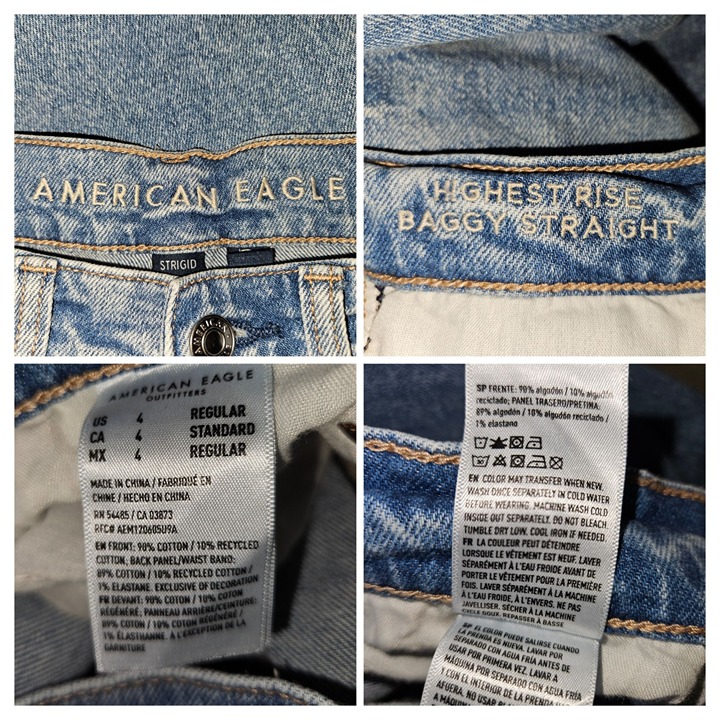 AMERICAN EAGLE
STRIGID
AMERICAN
HIGHEST RISE
BAGGY STRAIGHT
AMERICAN EAGLE
OUTFITTERS
US 4 REGULAR
CA 4 STANDARD
MX 4 REGULAR
MADE IN CHINA / FABRIQUÉ EN
CHINE / HECHO EN CHINA
RN 54485 / CA 03873
RFC# AEM120605U9A
EN FRONT: 90% COTTON / 10% RECYCLED
COTTON; BACK PANEL/WAIST BAND:
89% COTTON / 10% RECYCLED COTTON /
1% ELASTANE. EXCLUSIVE OF DECORATION
FR DEVANT: 90% COTON / 10% COTON
RÉGÉNÉRÉ; PANNEAU ARRIÈRE/CEINTURE:
89% COTON / 10% COTON RÉGÉNÉRÉ /
1% ÉLASTHANNE. À L'EXCEPTION DE LA
GARNITURE
SP FRENTE: 90% algodón / 10% algodón
reciclado; PANEL TRASERO/PRETINA:
89% algodón / 10% algodón reciclado /
1% elastano
EN COLOR MAY TRANSFER WHEN NEW.
WASH ONCE SEPARATELY IN COLD WATER
BEFORE WEARING. MACHINE WASH COLD
INSIDE OUT SEPARATELY. DO NOT BLEACH.
TUMBLE DRY LOW. COOL IRON IF NEEDED.
FR LA COULEUR PEUT DÉTEINDRE
LORSQUE LE VÊTEMENT EST NEUF. LAVER
SÉPARÉMENT À L'EAU FROIDE AVANT DE
PORTER LE VÊTEMENT POUR LA PREMIÈRE
FOIS. LAVER SÉPARÉMENT À LA MACHINE
À L'EAU FROIDE, À L'ENVERS. NE PAS
JAVELLISER. SÉCHER À LA MACHINE
CYCLE DOUX. REPASSER À BASSE
SP EL COLOR PUEDE SALIRSE CUANDO
LA PRENDA ES NUEVA. LAVAR POR
SEPARADO CON AGUA FRÍA ANTES DE
USAR POR PRIMERA VEZ. LAVAR A
MÁQUINA POR SEPARADO CON AGUA FRÍA
Y CON EL INTERIOR DE LA PRENDA
AFUERA. NO USAR